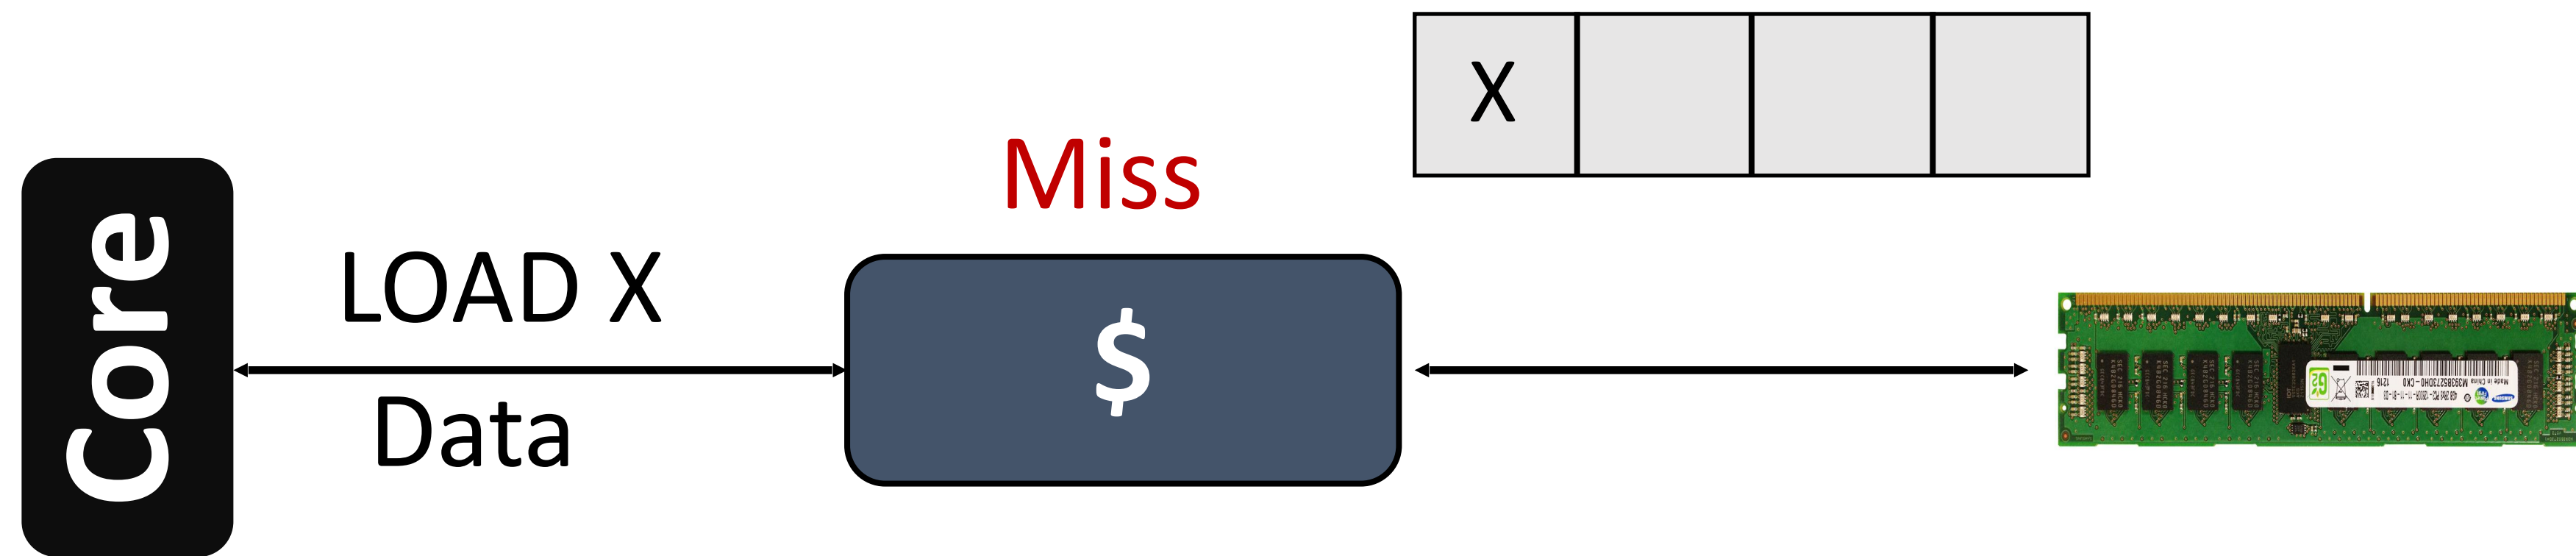 X
Miss
Core
LOAD X
$
Data